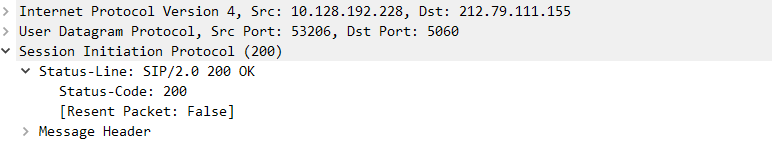 Internet Protocol Version 4, Src: 10.128.192.228, Dst: 212.79.111.155
User Datagram Protocol, Src Port: 53206, Dst Port: 5060
Session Initiation Protocol (200)
Status-Line: SIP/2.0 200 OK
Status-Code: 200
[Resent Packet: False]
Message Header